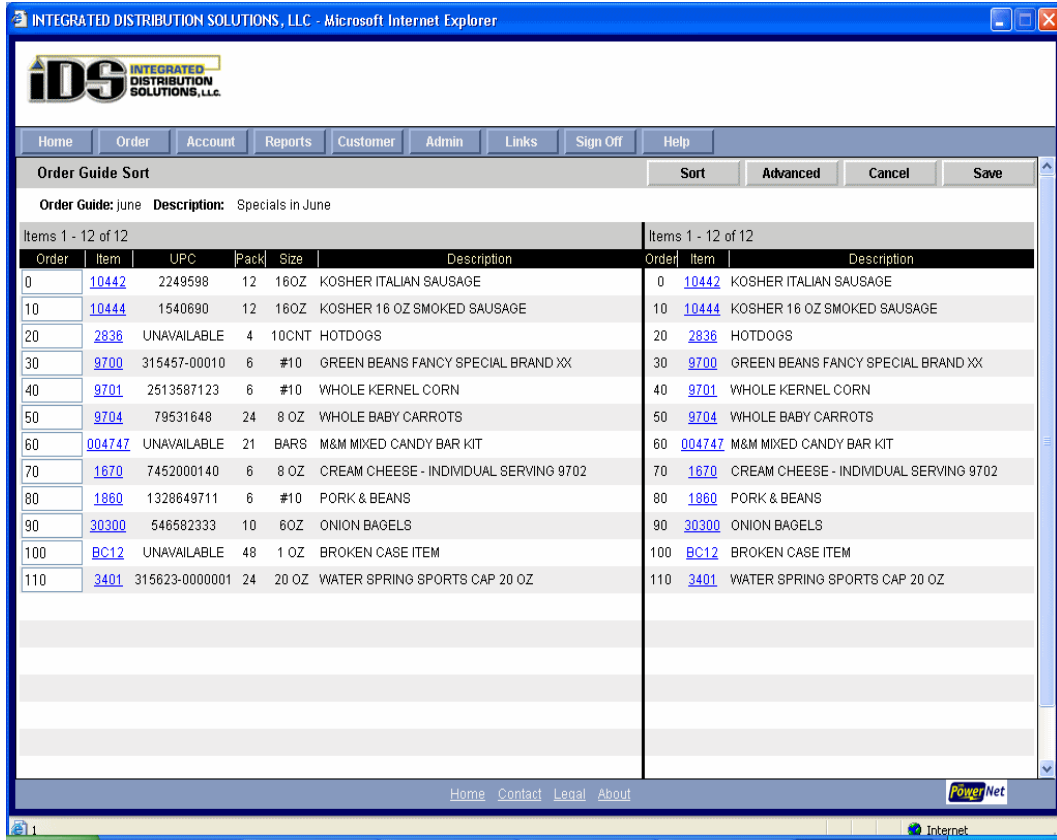 INTEGRATED DISTRIBUTION SOLUTIONS, LLC - Microsoft Internet Explorer
iDS INTEGRATED
DISTRIBUTION
SOLUTIONS, L.L.C.
Home Order Account Reports Customer Admin Links Sign Off Help
Order Guide Sort Sort Advanced Cancel Save
Order Guide: june Description: Specials in June
Items 1 - 12 of 12 Items 1 - 12 of 12
Order Item UPC Pack Size Description Order Item Description
0 10442 2249598 12 16OZ KOSHER ITALIAN SAUSAGE 0 10442 KOSHER ITALIAN SAUSAGE
10 10444 1540690 12 16OZ KOSHER 16 OZ SMOKED SAUSAGE 10 10444 KOSHER 16 OZ SMOKED SAUSAGE
20 2836 UNAVAILABLE 4 10CNT HOTDOGS 20 2836 HOTDOGS
30 9700 315457-00010 6 #10 GREEN BEANS FANCY SPECIAL BRAND XX 30 9700 GREEN BEANS FANCY SPECIAL BRAND XX
40 9701 2513587123 6 #10 WHOLE KERNEL CORN 40 9701 WHOLE KERNEL CORN
50 9704 79531648 24 8 OZ WHOLE BABY CARROTS 50 9704 WHOLE BABY CARROTS
60 004747 UNAVAILABLE 21 BARS M&M MIXED CANDY BAR KIT 60 004747 M&M MIXED CANDY BAR KIT
70 1670 7452000140 6 8 OZ CREAM CHEESE - INDIVIDUAL SERVING 9702 70 1670 CREAM CHEESE - INDIVIDUAL SERVING 9702
80 1860 1328649711 6 #10 PORK & BEANS 80 1860 PORK & BEANS
90 30300 546582333 10 6OZ ONION BAGELS 90 30300 ONION BAGELS
100 BC12 UNAVAILABLE 48 1 OZ BROKEN CASE ITEM 100 BC12 BROKEN CASE ITEM
110 3401 315623-0000001 24 20 OZ WATER SPRING SPORTS CAP 20 OZ 110 3401 WATER SPRING SPORTS CAP 20 OZ
Home Contact Legal About PowerNet
1 Internet